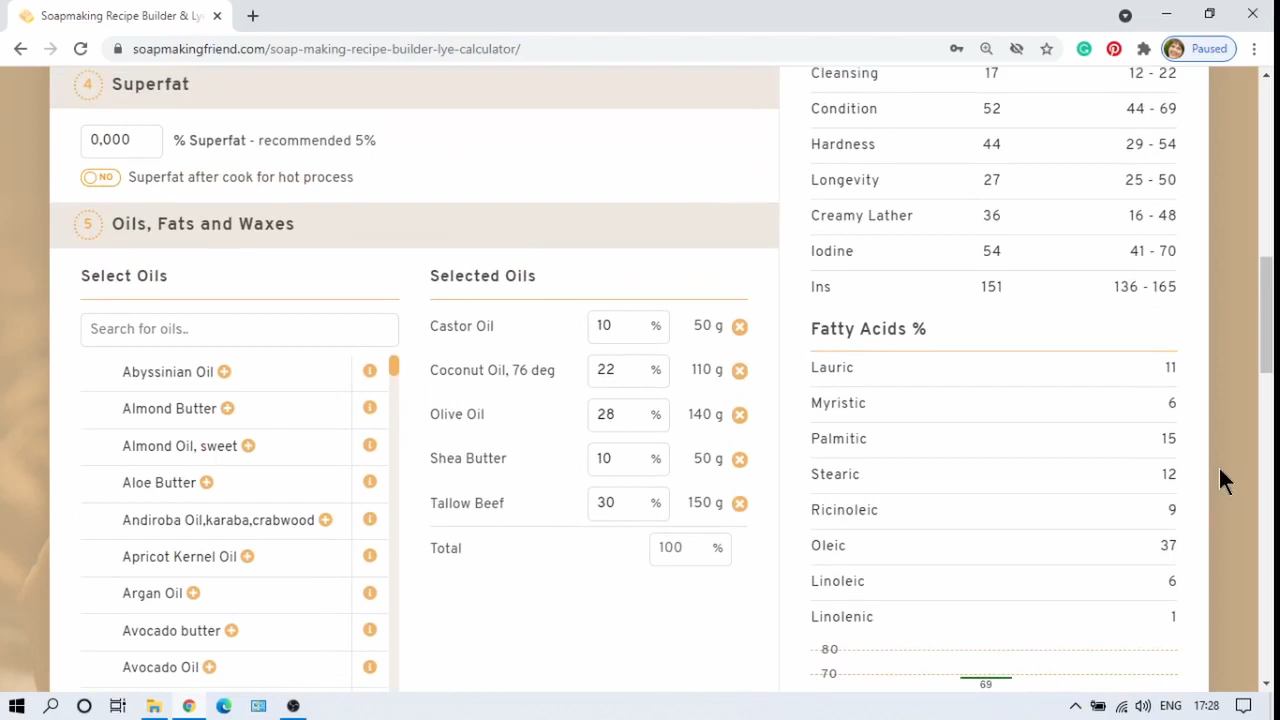 Soapmaking Recipe Builder & Ly
soapmakingfriend.com/soap-making-recipe-builder-lye-calculator/
Paused
4 Superfat
0,000 % Superfat - recommended 5%
NO Superfat after cook for hot process
5 Oils, Fats and Waxes
Select Oils
Search for oils..
Abyssinian Oil
Almond Butter
Almond Oil, sweet
Aloe Butter
Andiroba Oil,karaba,crabwood
Apricot Kernel Oil
Argan Oil
Avocado butter
Avocado Oil
Selected Oils
Castor Oil 10 % 50 g
Coconut Oil, 76 deg 22 % 110 g
Olive Oil 28 % 140 g
Shea Butter 10 % 50 g
Tallow Beef 30 % 150 g
Total 100 %
Cleansing 17 12 - 22
Condition 52 44 - 69
Hardness 44 29 - 54
Longevity 27 25 - 50
Creamy Lather 36 16 - 48
Iodine 54 41 - 70
Ins 151 136 - 165
Fatty Acids %
Lauric 11
Myristic 6
Palmitic 15
Stearic 12
Ricinoleic 9
Oleic 37
Linoleic 6
Linolenic 1
80
70
69
ENG 17:28